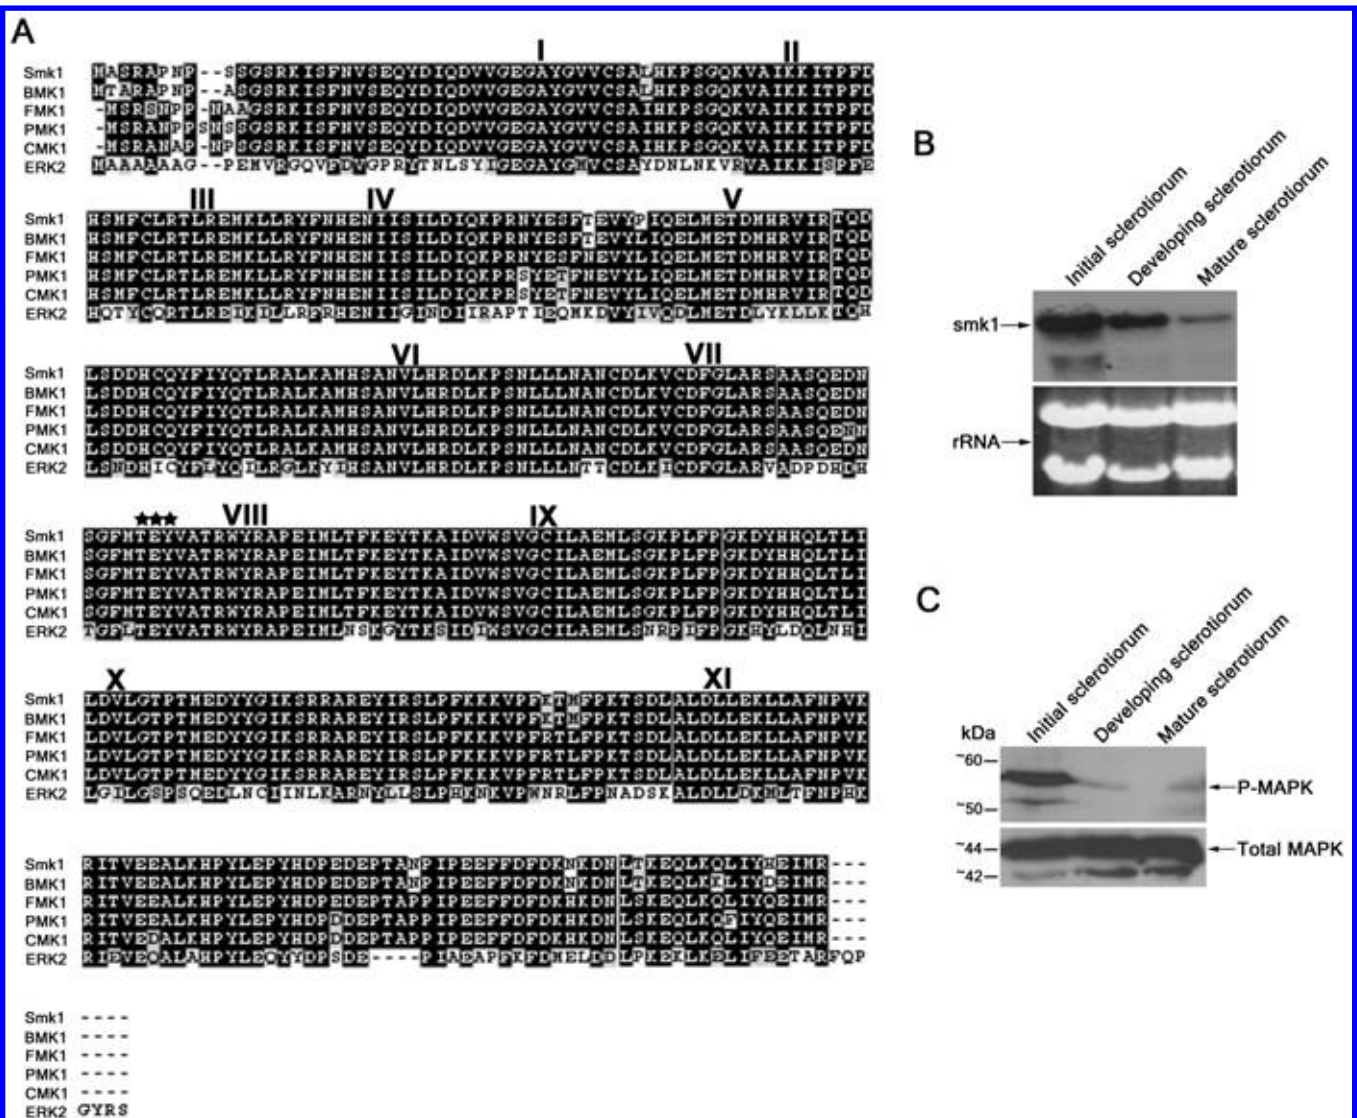 A
I II
Smk1 MASRAPNP--SSGSRKISFNVSEQYDIQDVVGEGAYGVVCSALHKPSGQKVAIKKITPFD
BMK1 MTARAPNP--ASGSRKISFNVSEQYDIQDVVGEGAYGVVCSALHKPSGQKVAIKKITPFD
FMK1 -MSRSNPP-NAAGSRKISFNVSEQYDIQDVVGEGAYGVVCSAIHKPSGQKVAIKKITPFD
PMK1 -MSRANPPSNSSGSRKISFNVSEQYDIQDVVGEGAYGVVCSAIHKPSGQKVAIKKITPFD
CMK1 -MSRANAP-NPSGSRKISFNVSEQYDIQDVVGEGAYGVVCSAIHKPSGQKVAIKKITPFD
ERK2 MAAAAAAG--PEMVRGQVFDVGPRYTNLSYIGEGAYGMVCSAYDNLNKVRVAIKKISPFE
III IV V
Smk1 HSMFCLRTLREMKLLRYFNHENIISILDIQKPRNYESFTEVYPIQELMETDMHRVIRTQD
BMK1 HSMFCLRTLREMKLLRYFNHENIISILDIQKPRNYESFTEVYLIQELMETDMHRVIRTQD
FMK1 HSMFCLRTLREMKLLRYFNHENIISILDIQKPRNYESFNEVYLIQELMETDMHRVIRTQD
PMK1 HSMFCLRTLREMKLLRYFNHENIISILDIQKPRSYETFNEVYLIQELMETDMHRVIRTQD
CMK1 HSMFCLRTLREMKLLRYFNHENIISILDIQKPRSYETFNEVYLIQELMETDMHRVIRTQD
ERK2 HQTYCQRTLREIKILLRFRHENIIGINDIIRAPTIEQMKDVYIVQDLMETDLYKLLKTQH
VI VII
Smk1 LSDDHCQYFIYQTLRALKAMHSANVLHRDLKPSNLLLNANCDLKVCDFGLARSAASQEDN
BMK1 LSDDHCQYFIYQTLRALKAMHSANVLHRDLKPSNLLLNANCDLKVCDFGLARSAASQEDN
FMK1 LSDDHCQYFIYQTLRALKAMHSANVLHRDLKPSNLLLNANCDLKVCDFGLARSAASQEDN
PMK1 LSDDHCQYFIYQTLRALKAMHSANVLHRDLKPSNLLLNANCDLKVCDFGLARSAASQENN
CMK1 LSDDHCQYFIYQTLRALKAMHSANVLHRDLKPSNLLLNANCDLKVCDFGLARSAASQEDN
ERK2 LSNDHICYFLYQILRGLKYIHSANVLHRDLKPSNLLLNTTCDLKICDFGLARVADPDHDH
★★★ VIII IX
Smk1 SGFMTEYVATRWYRAPEIMLTFKEYTKAIDVWSVGCILAEMLSGKPLFPGKDYHHQLTLI
BMK1 SGFMTEYVATRWYRAPEIMLTFKEYTKAIDVWSVGCILAEMLSGKPLFPGKDYHHQLTLI
FMK1 SGFMTEYVATRWYRAPEIMLTFKEYTKAIDVWSVGCILAEMLSGKPLFPGKDYHHQLTLI
PMK1 SGFMTEYVATRWYRAPEIMLTFKEYTKAIDVWSVGCILAEMLSGKPLFPGKDYHHQLTLI
CMK1 SGFMTEYVATRWYRAPEIMLTFKEYTKAIDVWSVGCILAEMLSGKPLFPGKDYHHQLTLI
ERK2 TGFLTEYVATRWYRAPEIMLNSKGYTKSIDIWSVGCILAEMLSNRPIFPGKHYLDQLNHI
X XI
Smk1 LDVLGTPTMEDYYGIKSRRAREYIRSLPFKKKVPFKTMFPKTSDLALDLLEKLLAFNPVK
BMK1 LDVLGTPTMEDYYGIKSRRAREYIRSLPFKKKVPFKTMFPKTSDLALDLLEKLLAFNPVK
FMK1 LDVLGTPTMEDYYGIKSRRAREYIRSLPFKKKVPFRTLFPKTSDLALDLLEKLLAFNPVK
PMK1 LDVLGTPTMEDYYGIKSRRAREYIRSLPFKKKVPFRTLFPKTSDLALDLLEKLLAFNPVK
CMK1 LDVLGTPTMEDYYGIKSRRAREYIRSLPFKKKVPFRTLFPKTSDLALDLLEKLLAFNPVK
ERK2 LGILGSPSQEDLNCIINLKARNYLLSLPHKNKVPWNRLFPNADSKALDLLDKMLTFNPHK
Smk1 RITVEEALKHPYLEPYHDPEDEPTANPIPEEFFDFDKNKDNLTKEQLKQLIYHEIMR---
BMK1 RITVEEALKHPYLEPYHDPEDEPTANPIPEEFFDFDKNKDNLTKEQLKKLIYDEIMR---
FMK1 RITVEEALKHPYLEPYHDPEDEPTAPPIPEEFFDFDKHKDNLSKEQLKQLIYQEIMR---
PMK1 RITVEEALKHPYLEPYHDPDDEPTAPPIPEEFFDFDKHKDNLSKEQLKQFIYQEIMR---
CMK1 RITVEDALKHPYLEPYHDPDDEPTAPPIPEEFFDFDKHKDNLSKEQLKQLIYQEIMR---
ERK2 RIEVEQALAHPYLEQYYDPSDE----PIAEAPFKFDMELDDLPKEKLKELIFEETARFQP
Smk1 ----
BMK1 ----
FMK1 ----
PMK1 ----
CMK1 ----
ERK2 GYRS
B
Initial sclerotiorum
Developing sclerotiorum
Mature sclerotiorum
smk1
rRNA
C
Initial sclerotiorum
Developing sclerotiorum
Mature sclerotiorum
kDa
~60
~50
P-MAPK
~44
~42
Total MAPK